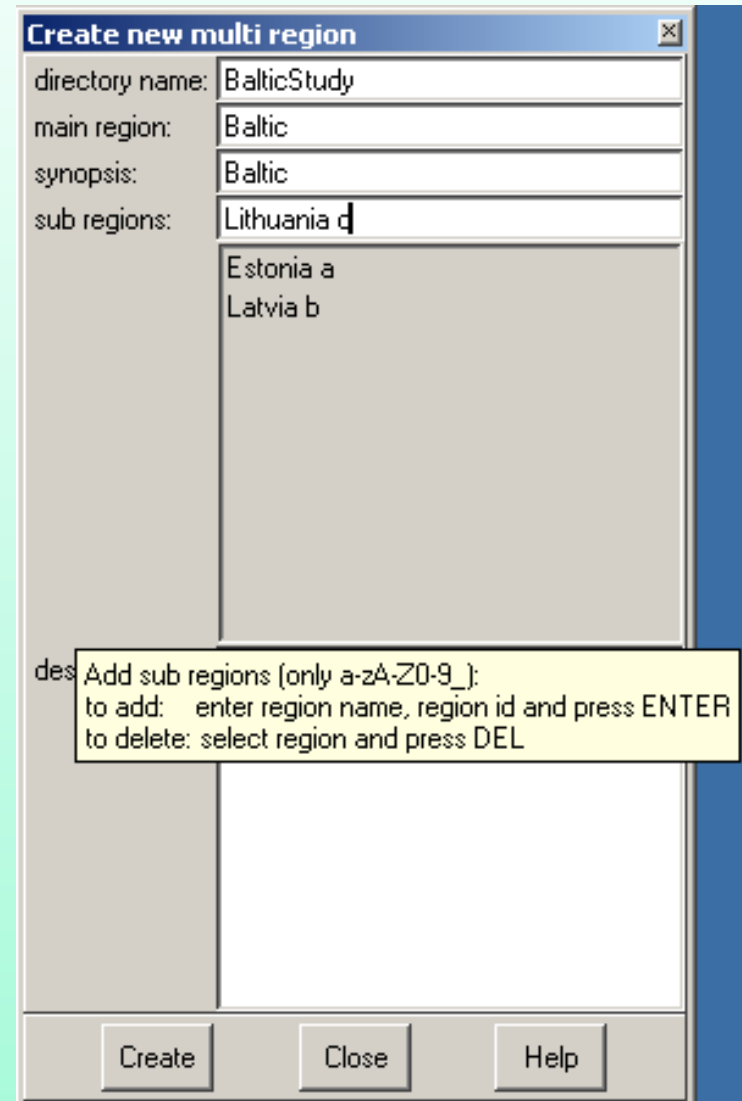 Create new multi region
directory name: BalticStudy
main region: Baltic
synopsis: Baltic
sub regions: Lithuania c
Estonia a
Latvia b
des
Add sub regions (only a-zA-Z0-9_):
to add: enter region name, region id and press ENTER
to delete: select region and press DEL
Create Close Help